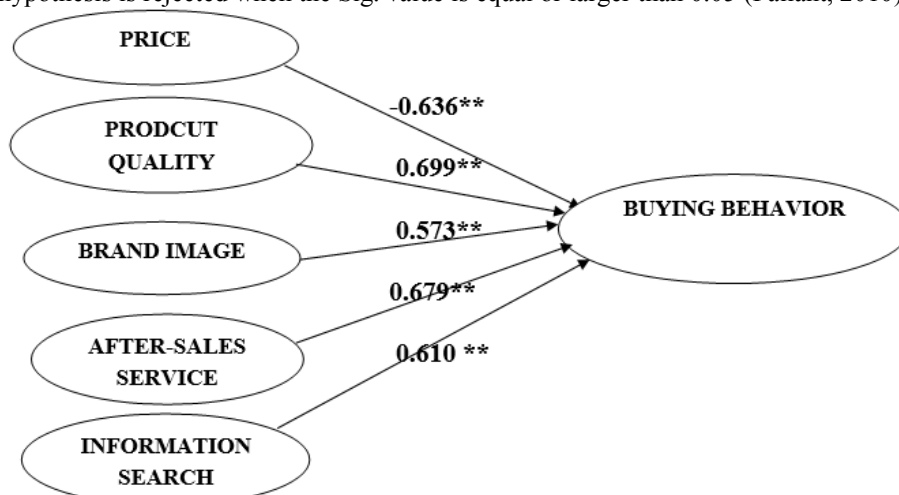 hypothesis is rejected when the Sig. value is equal or larger than 0.05 (Pallant, 2010)
PRICE
-0.636**
PRODCUT
QUALITY
0.699**
BUYING BEHAVIOR
0.573**
BRAND IMAGE
0.679**
AFTER-SALES
SERVICE
0.610 **
INFORMATION
SEARCH